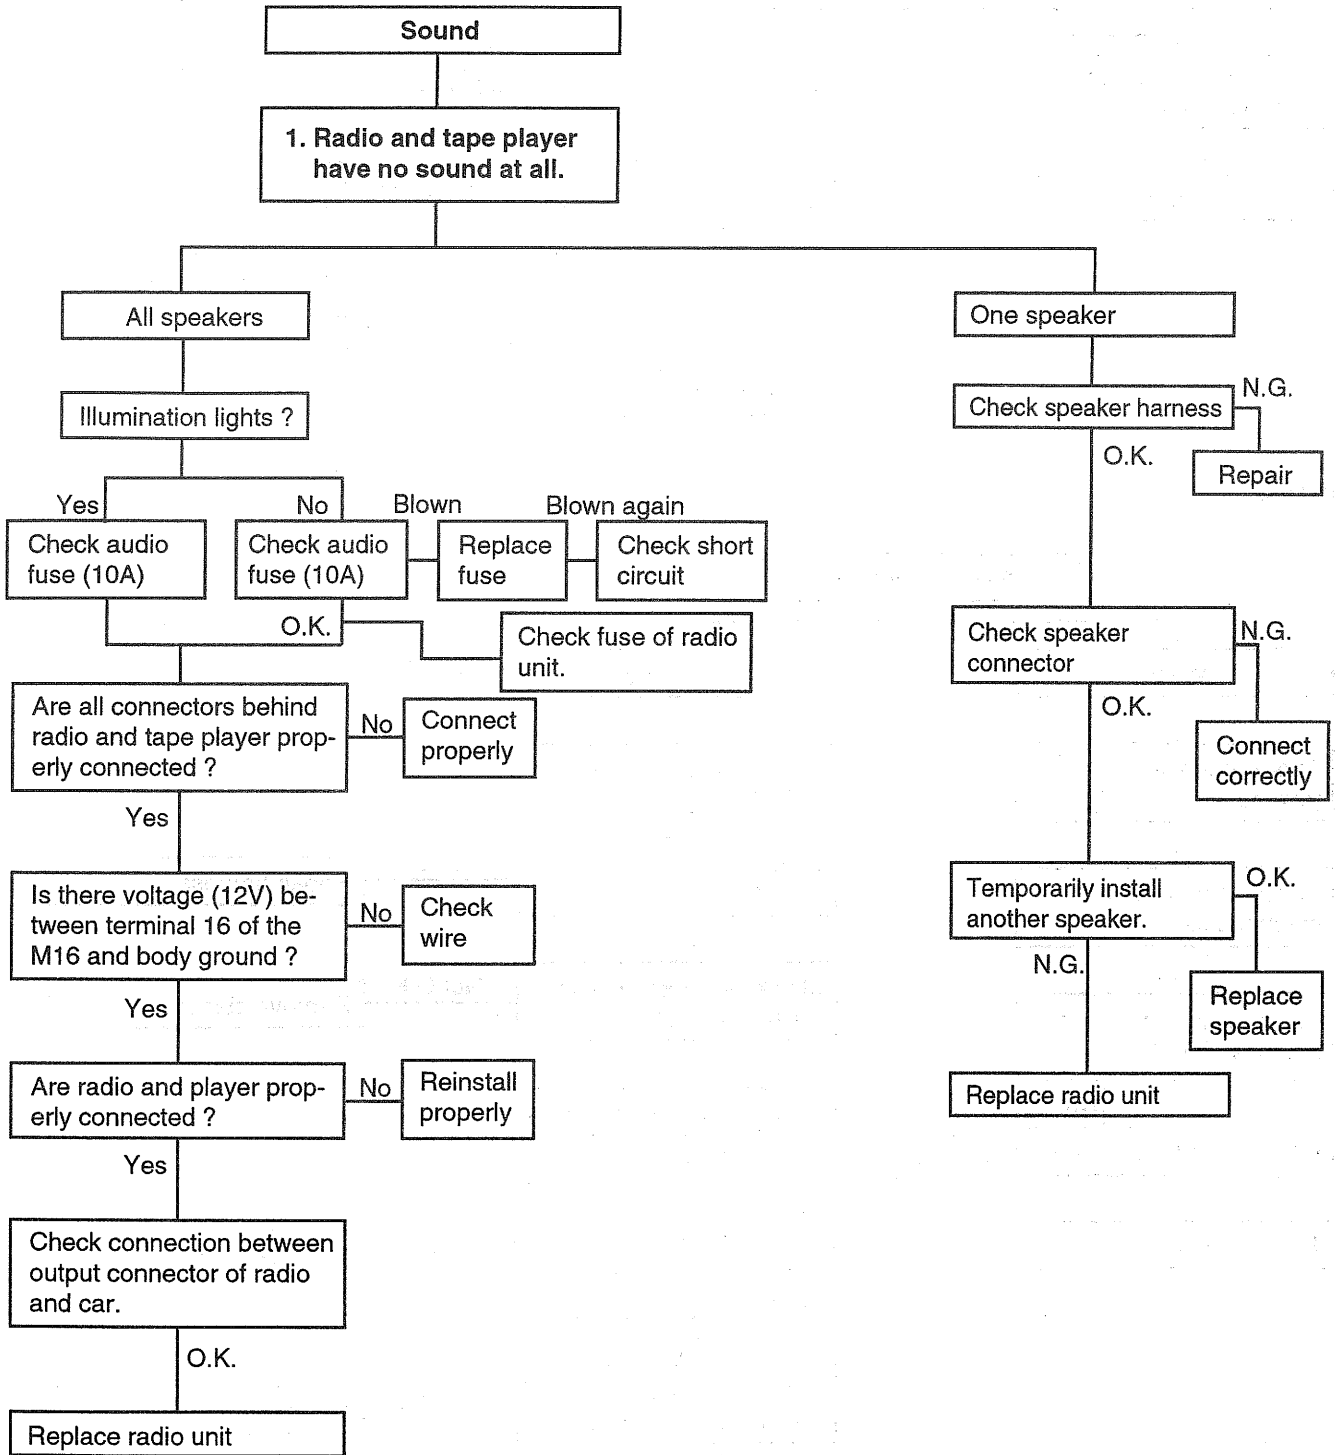 Sound
1. Radio and tape player
have no sound at all.
All speakers
Illumination lights ?
Yes
No
Blown
Blown again
Check audio
fuse (10A)
Check audio
fuse (10A)
Replace
fuse
Check short
circuit
O.K.
Check fuse of radio
unit.
Are all connectors behind
radio and tape player prop-
erly connected ?
No
Connect
properly
Yes
Is there voltage (12V) be-
tween terminal 16 of the
M16 and body ground ?
No
Check
wire
Yes
Are radio and player prop-
erly connected ?
No
Reinstall
properly
Yes
Check connection between
output connector of radio
and car.
O.K.
Replace radio unit
One speaker
Check speaker harness
N.G.
Repair
O.K.
Check speaker
connector
N.G.
Connect
correctly
O.K.
Temporarily install
another speaker.
O.K.
Replace
speaker
N.G.
Replace radio unit